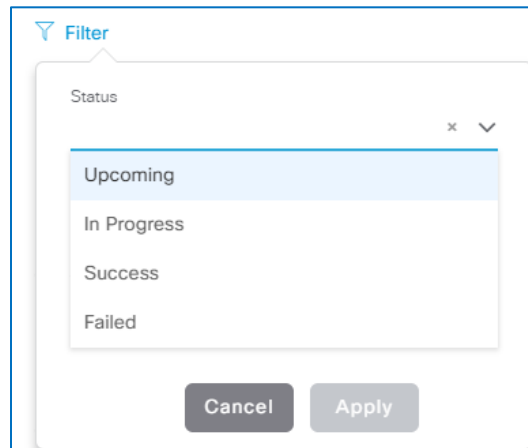 Filter
Status
Upcoming
In Progress
Success
Failed
Cancel Apply